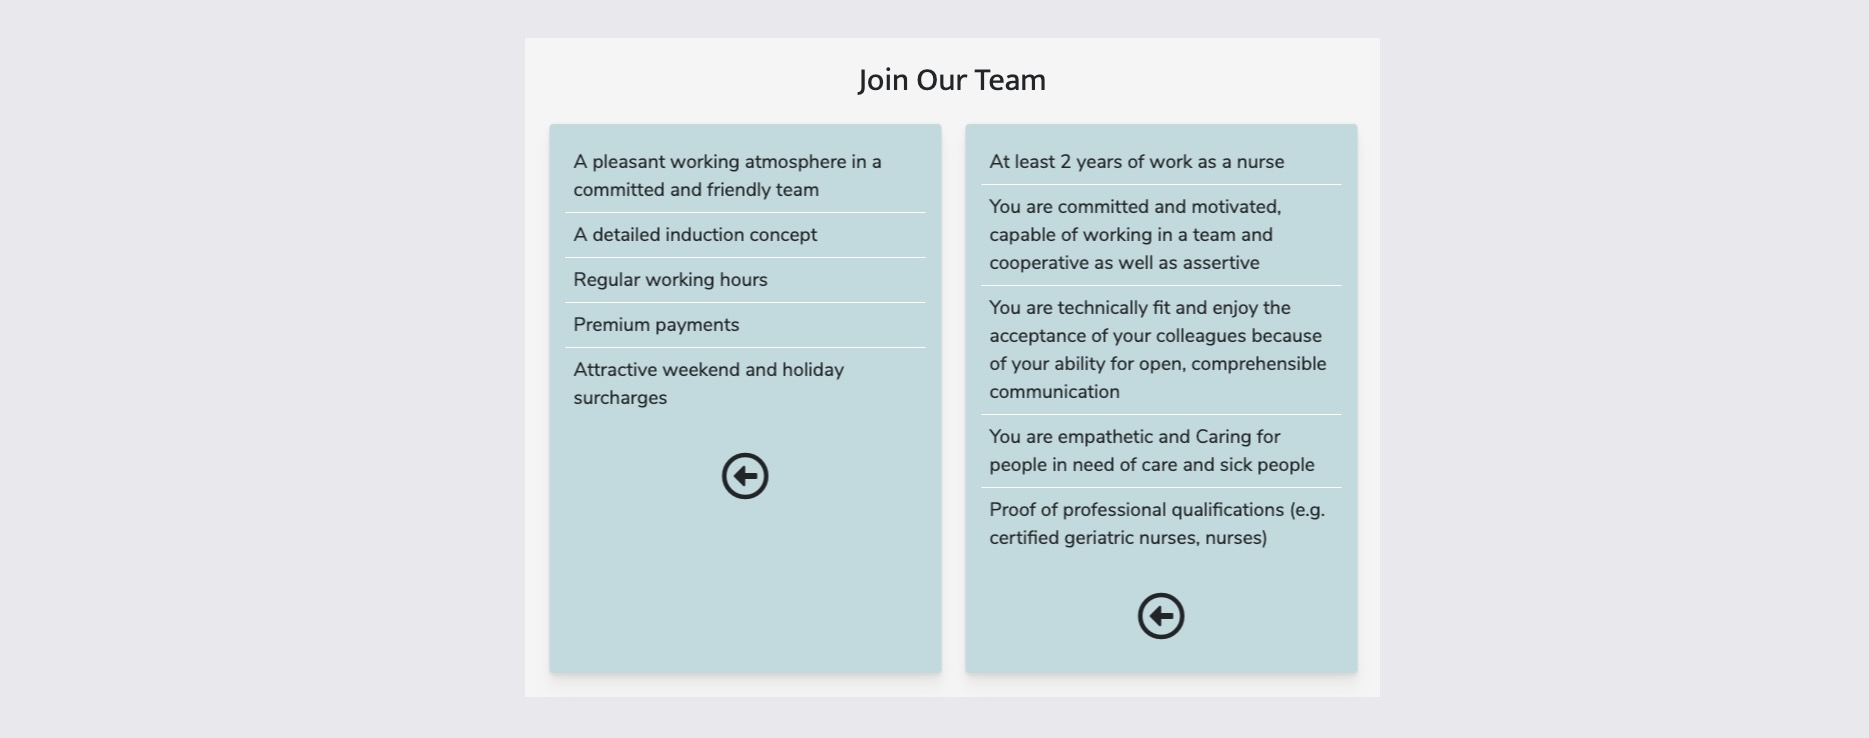 Join Our Team
A pleasant working atmosphere in a
committed and friendly team
A detailed induction concept
Regular working hours
Premium payments
Attractive weekend and holiday
surcharges
At least 2 years of work as a nurse
You are committed and motivated,
capable of working in a team and
cooperative as well as assertive
You are technically fit and enjoy the
acceptance of your colleagues because
of your ability for open, comprehensible
communication
You are empathetic and Caring for
people in need of care and sick people
Proof of professional qualifications (e.g.
certified geriatric nurses, nurses)